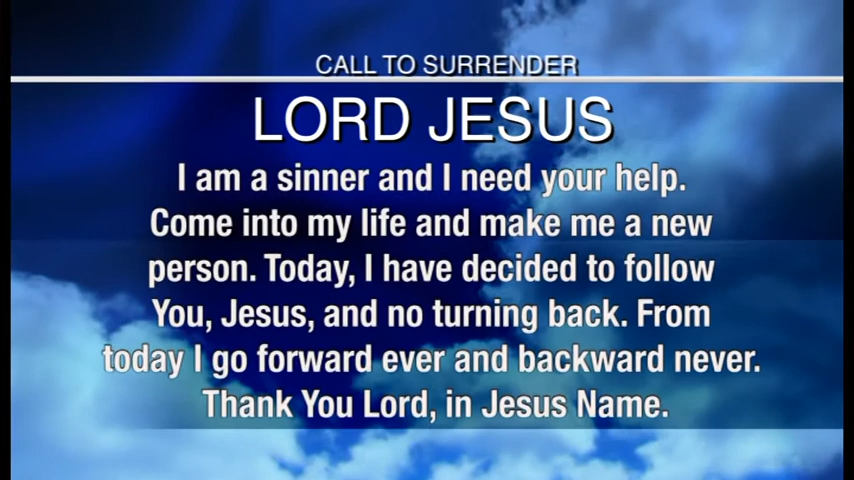 CALL TO SURRENDER
LORD JESUS
I am a sinner and I need your help.
Come into my life and make me a new
person. Today, I have decided to follow
You, Jesus, and no turning back. From
today I go forward ever and backward never.
Thank You Lord, in Jesus Name.